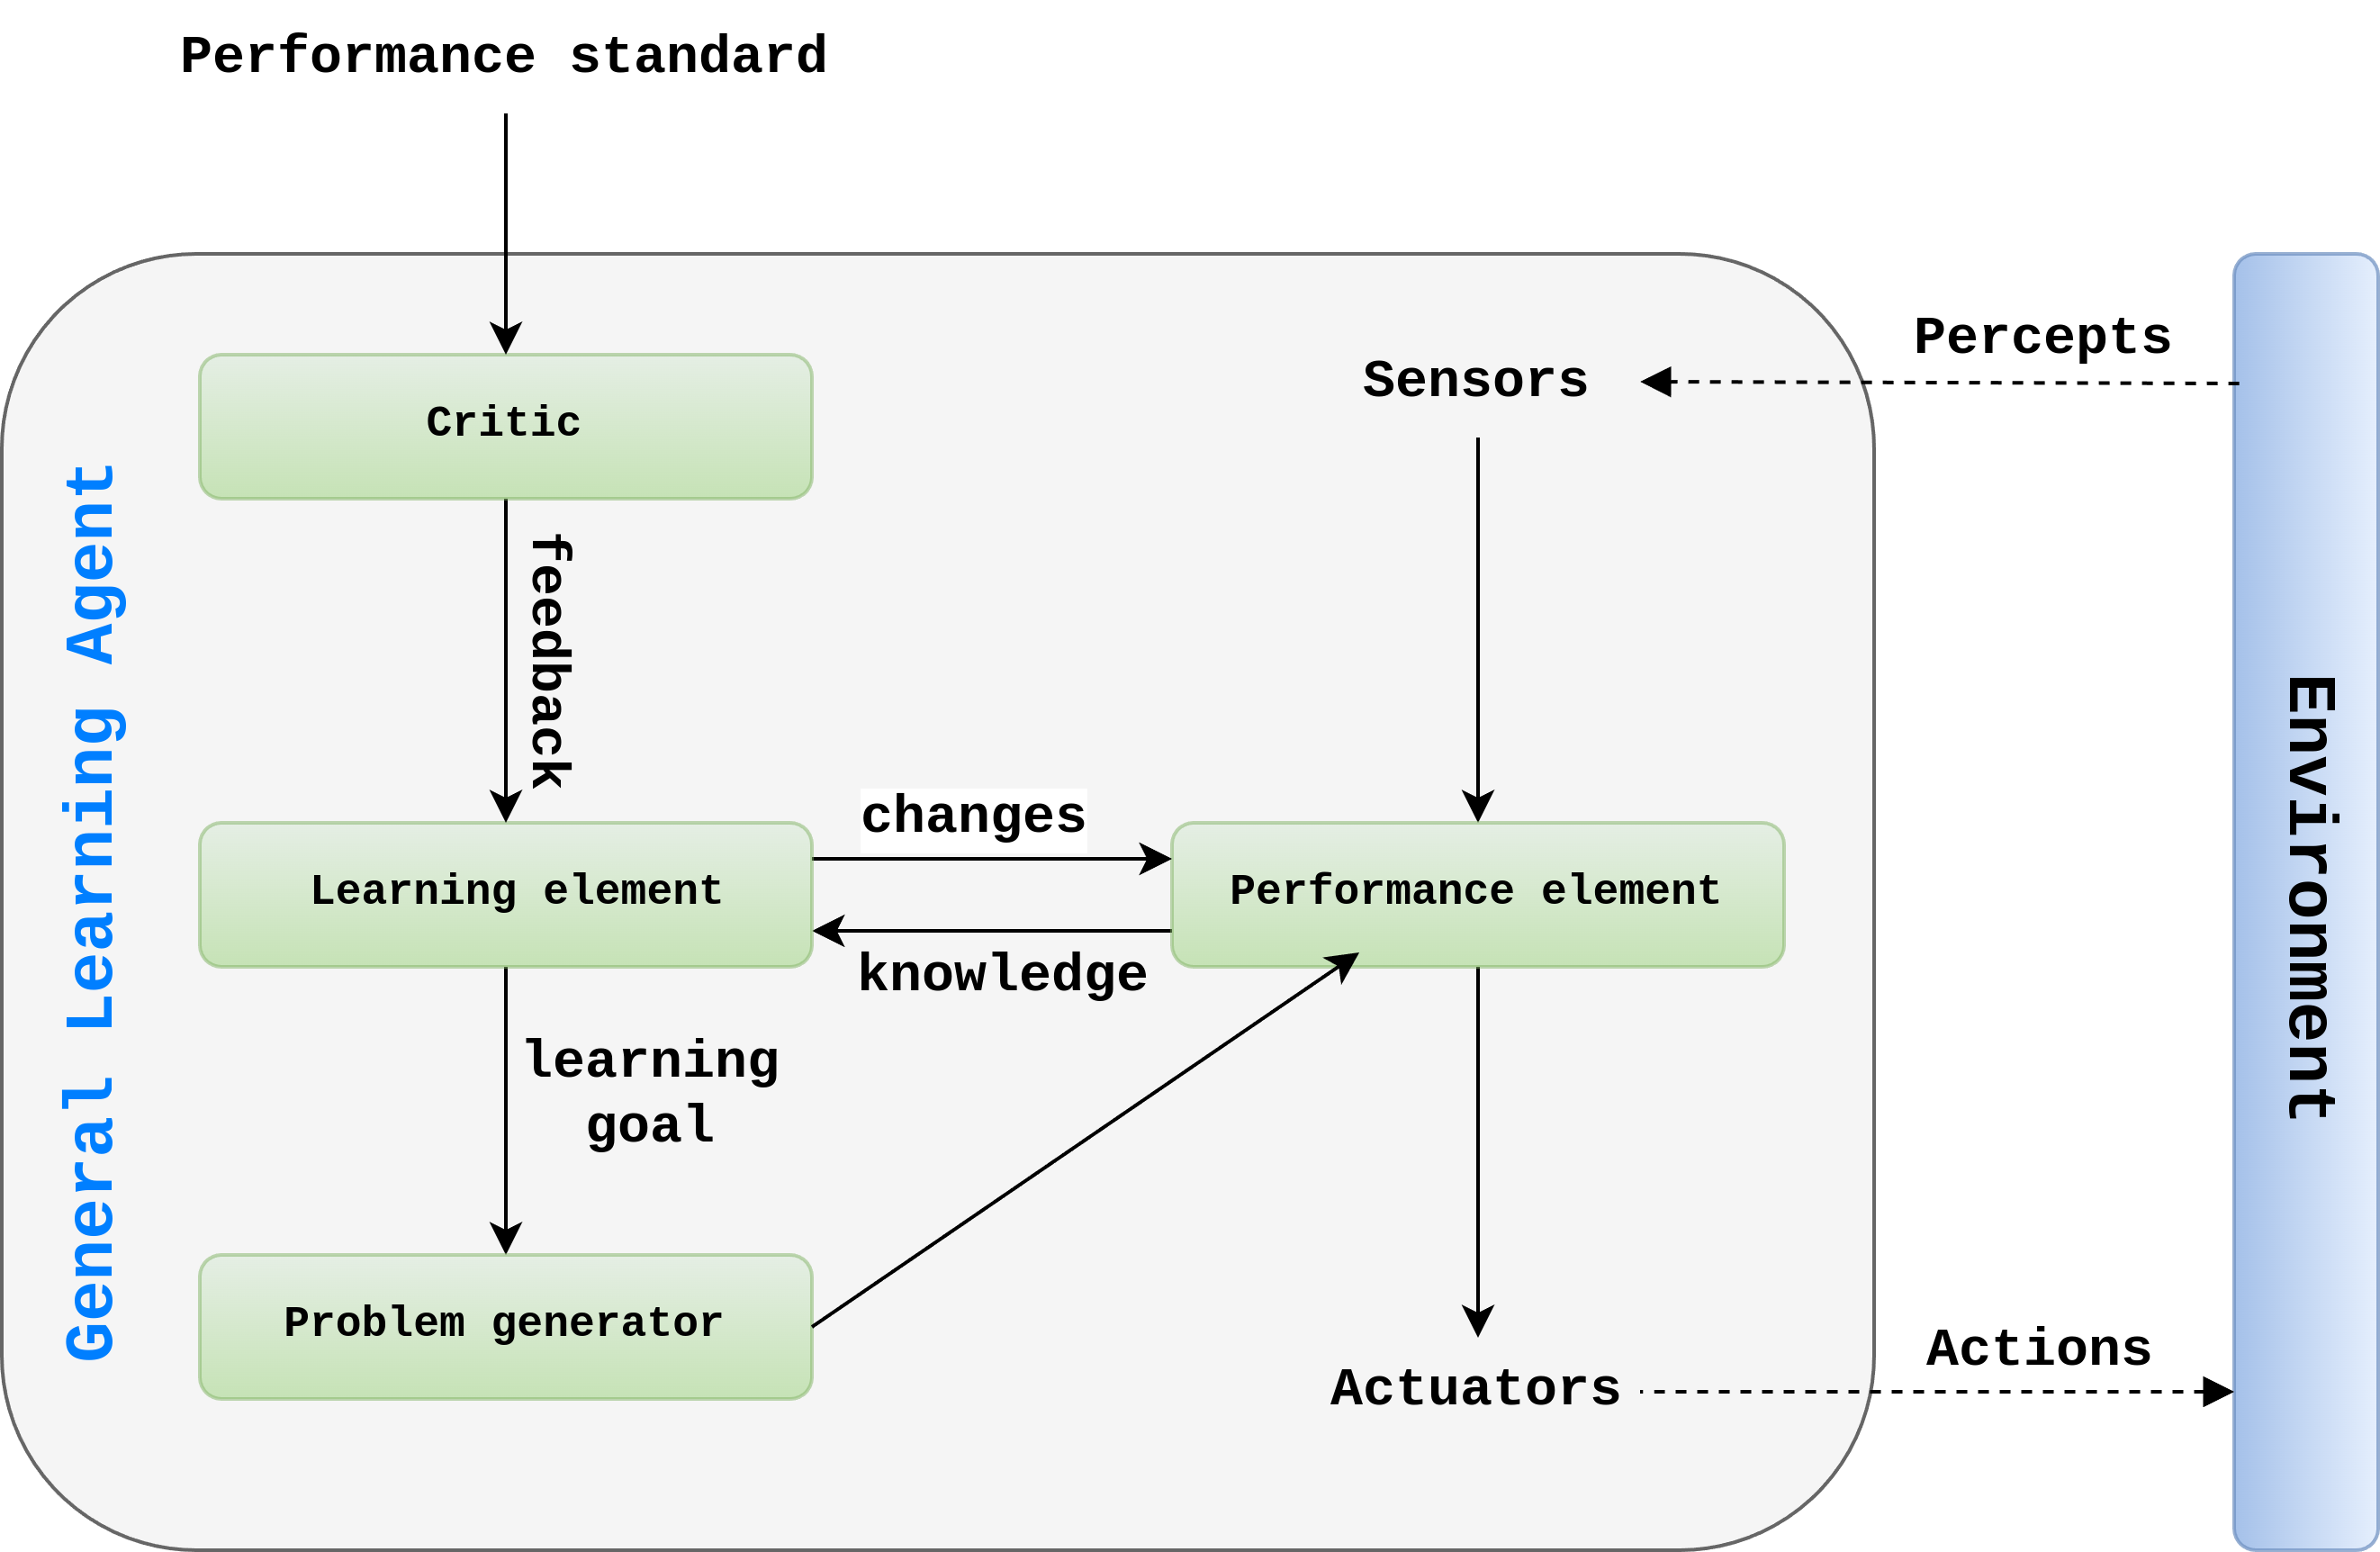 Performance standard
Percepts
Sensors
Critic
feedback
General Learning Agent
Environment
changes
Learning element
Performance element
knowledge
learning
goal
Problem generator
Actions
Actuators